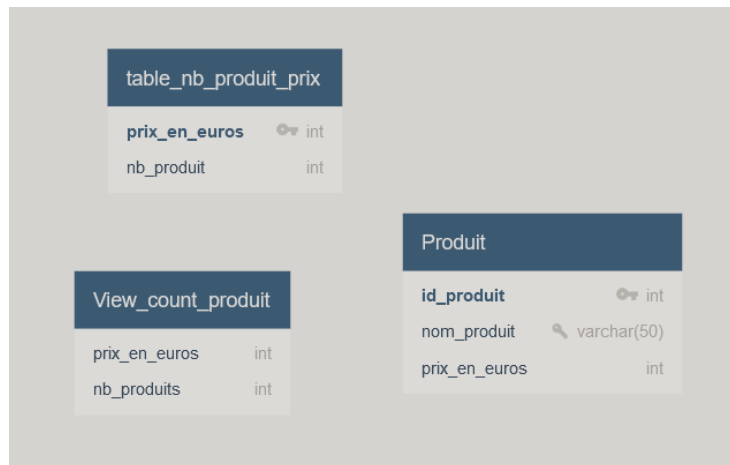 table_nb_produit_prix
prix_en_euros int
nb_produit int
Produit
id_produit int
nom_produit varchar(50)
prix_en_euros int
View_count_produit
prix_en_euros int
nb_produits int